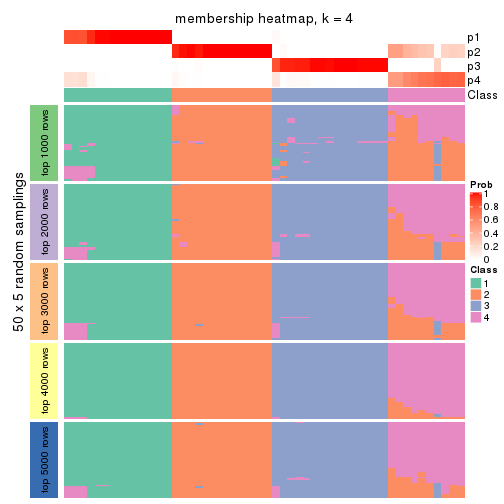 membership heatmap, k = 4
p1
p2
p3
p4
Class
50 x 5 random samplings
top 1000 rows
top 2000 rows
top 3000 rows
top 4000 rows
top 5000 rows
Prob
1
0.8
0.6
0.4
0.2
0
Class
1
2
3
4